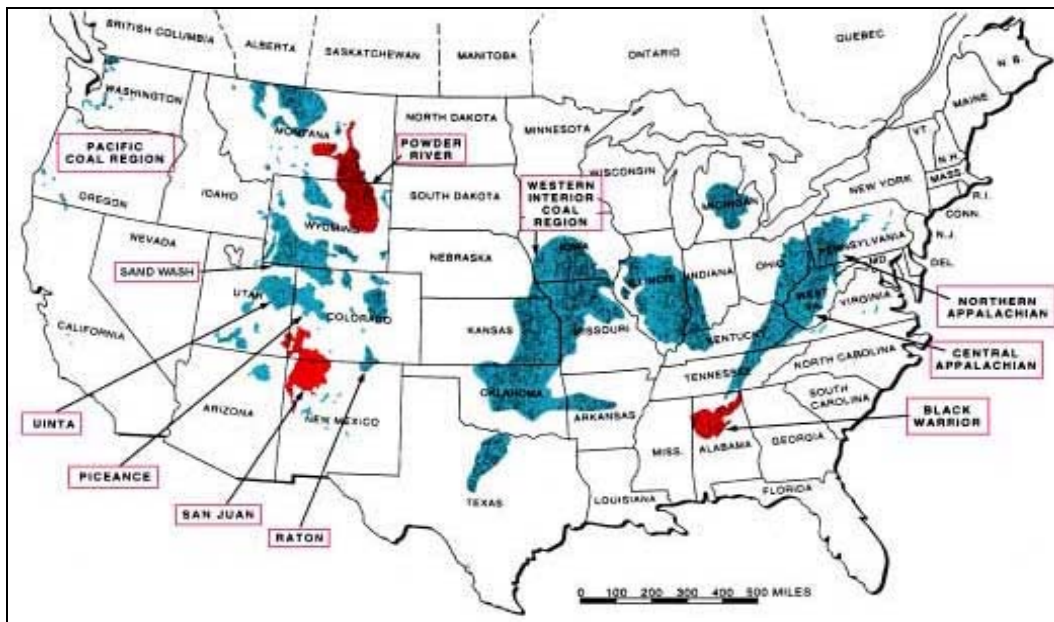 BRITISH COLUMBIA
ALBERTA
SASKATCHEWAN
MANITOBA
ONTARIO
QUEBEC
N. B.
MAINE
WASHINGTON
MONTANA
NORTH DAKOTA
MINNESOTA
VT.
N.H.
MASS.
R.I.
CONN.
PACIFIC
COAL REGION
POWDER
RIVER
WISCONSIN
NEW YORK
OREGON
IDAHO
SOUTH DAKOTA
WESTERN
INTERIOR
COAL
REGION
MICHIGAN
WYOMING
NEVADA
NEBRASKA
IOWA
PENNSYLVANIA
N.J.
SAND WASH
ILLINOIS
INDIANA
OHIO
MD.
DEL.
UTAH
COLORADO
WEST
VIRGINIA
NORTHERN
APPALACHIAN
CALIFORNIA
KANSAS
MISSOURI
KENTUCKY
CENTRAL
APPALACHIAN
NORTH CAROLINA
TENNESSEE
OKLAHOMA
ARKANSAS
SOUTH
CAROLINA
UINTA
ARIZONA
NEW MEXICO
BLACK
WARRIOR
MISS.
ALABAMA
GEORGIA
PICEANCE
TEXAS
LOUISIANA
FLORIDA
SAN JUAN
RATON
0 100 200 300 400 500 MILES